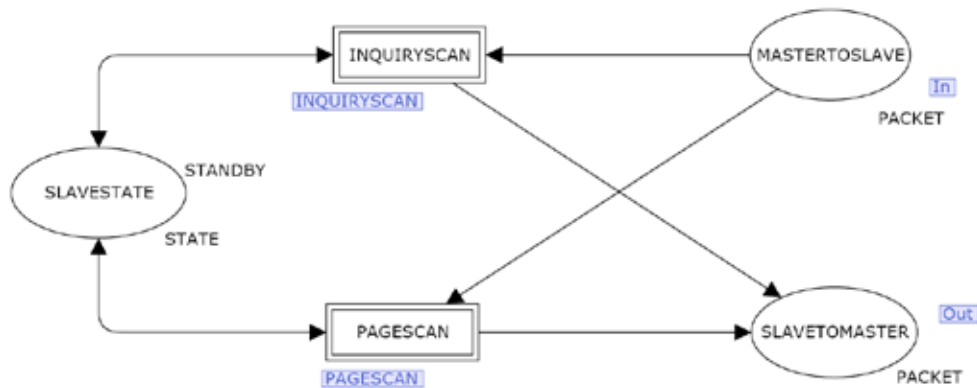 INQUIRYSCAN
MASTERTOSLAVE
INQUIRYSCAN
In
PACKET
STANDBY
SLAVESTATE
STATE
PAGESCAN
SLAVETOMASTER
Out
PAGESCAN
PACKET